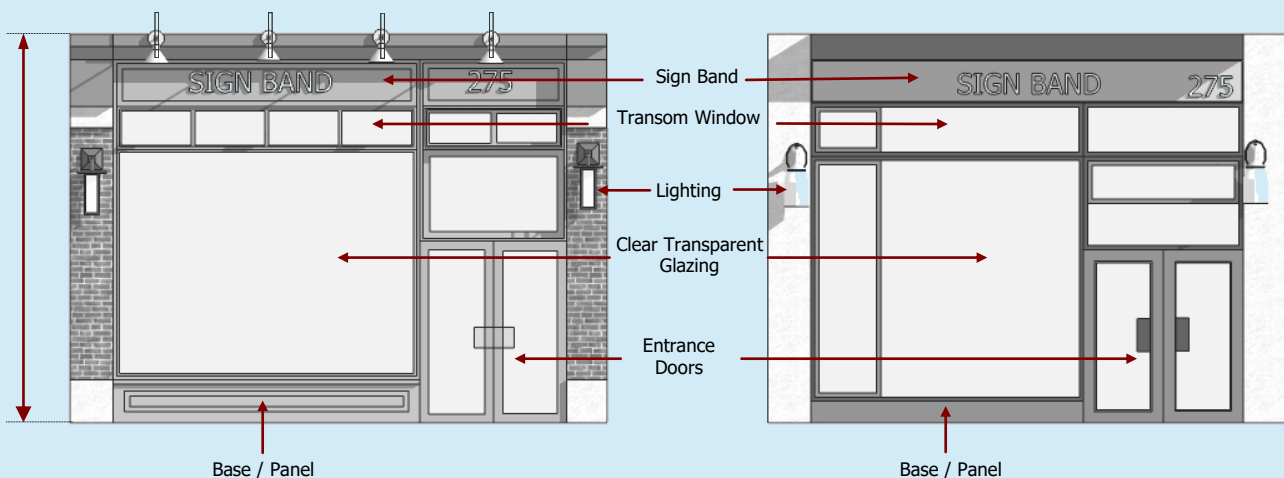 SIGN BAND
275
Sign Band
SIGN BAND
275
Transom Window
Lighting
Clear Transparent
Glazing
Entrance
Doors
Base / Panel
Base / Panel